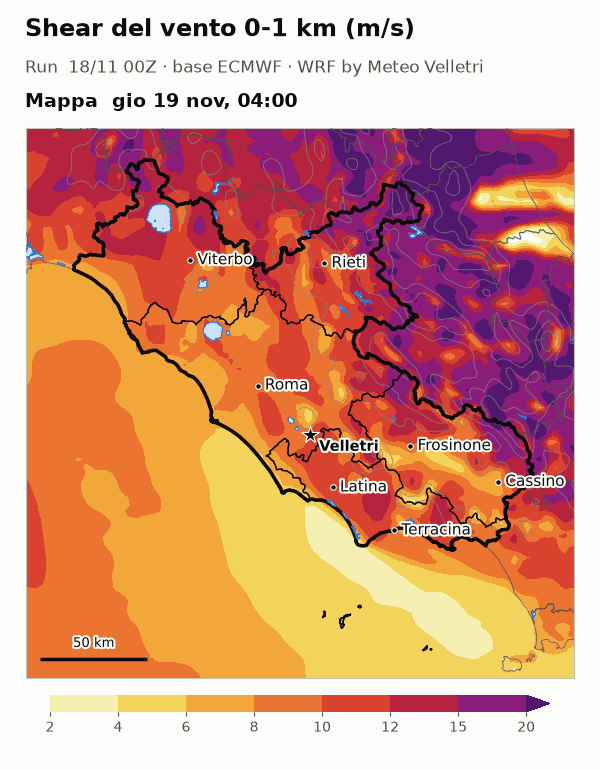 Shear del vento 0-1 km (m/s)
Run  18/11 00Z · base ECMWF · WRF by Meteo Velletri
Mappa  gio 19 nov, 04:00
Viterbo
Rieti
Roma
Velletri
Frosinone
Latina
Cassino
Terracina
50 km
2 4 6 8 10 12 15 20